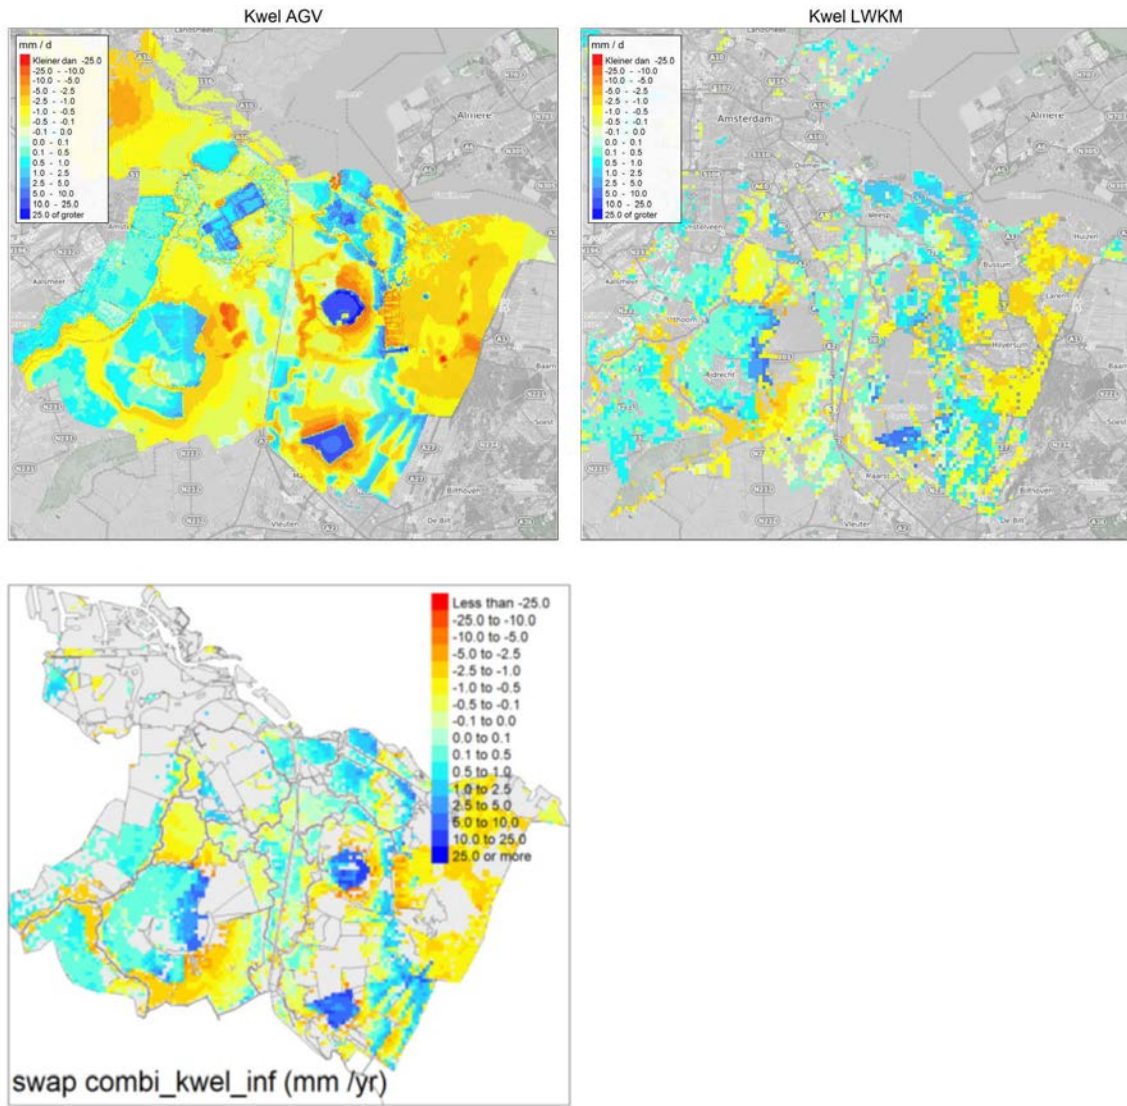 Kwel AGV
Kwel LWKM
mm / d
Kleiner dan -25.0
-25.0 - -10.0
-10.0 - -5.0
-5.0 - -2.5
-2.5 - -1.0
-1.0 - -0.5
-0.5 - -0.1
-0.1 - 0.0
0.0 - 0.1
0.1 - 0.5
0.5 - 1.0
1.0 - 2.5
2.5 - 5.0
5.0 - 10.0
10.0 - 25.0
25.0 of groter
Landsmeer
Almere
Aalsmeer
Baarn
Soest
Bilthoven
De Bilt
Vleuten
mm / d
Kleiner dan -25.0
-25.0 - -10.0
-10.0 - -5.0
-5.0 - -2.5
-2.5 - -1.0
-1.0 - -0.5
-0.5 - -0.1
-0.1 - 0.0
0.0 - 0.1
0.1 - 0.5
0.5 - 1.0
1.0 - 2.5
2.5 - 5.0
5.0 - 10.0
10.0 - 25.0
25.0 of groter
Landsmeer
Amsterdam
Almere
Diemen
Weesp
Huizen
Bussum
Laren
Aalsmeer
Hilversum
Baarn
Soest
Bilthoven
De Bilt
Vleuten
Less than -25.0
-25.0 to -10.0
-10.0 to -5.0
-5.0 to -2.5
-2.5 to -1.0
-1.0 to -0.5
-0.5 to -0.1
-0.1 to 0.0
0.0 to 0.1
0.1 to 0.5
0.5 to 1.0
1.0 to 2.5
2.5 to 5.0
5.0 to 10.0
10.0 to 25.0
25.0 or more
swap combi_kwel_inf (mm /yr)